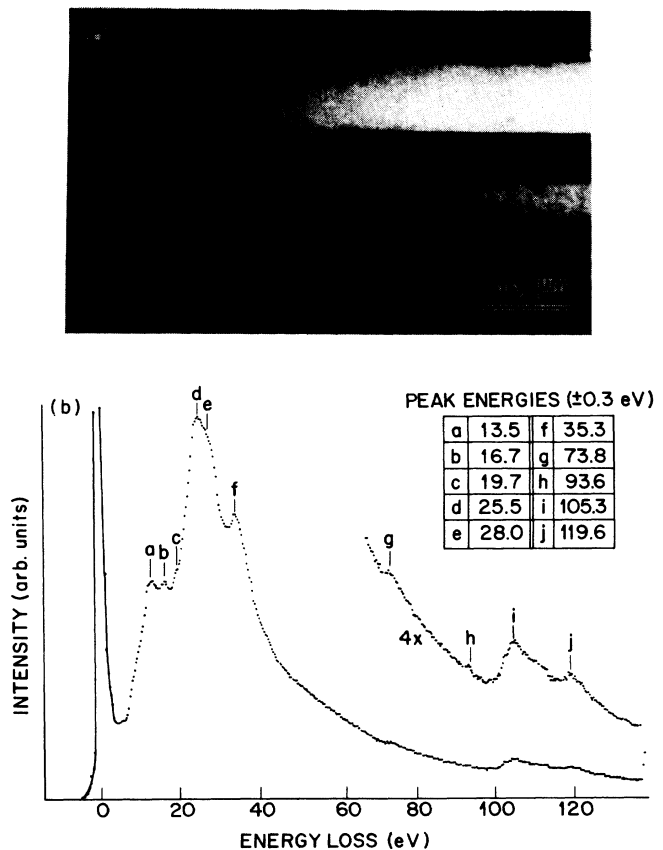 (b)
d
e
f
a
b
c
g
4x
h
i
j
PEAK ENERGIES (±0.3 eV)
a 13.5 f 35.3
b 16.7 g 73.8
c 19.7 h 93.6
d 25.5 i 105.3
e 28.0 j 119.6
INTENSITY (arb. units)
0 20 40 60 80 100 120
ENERGY LOSS (eV)